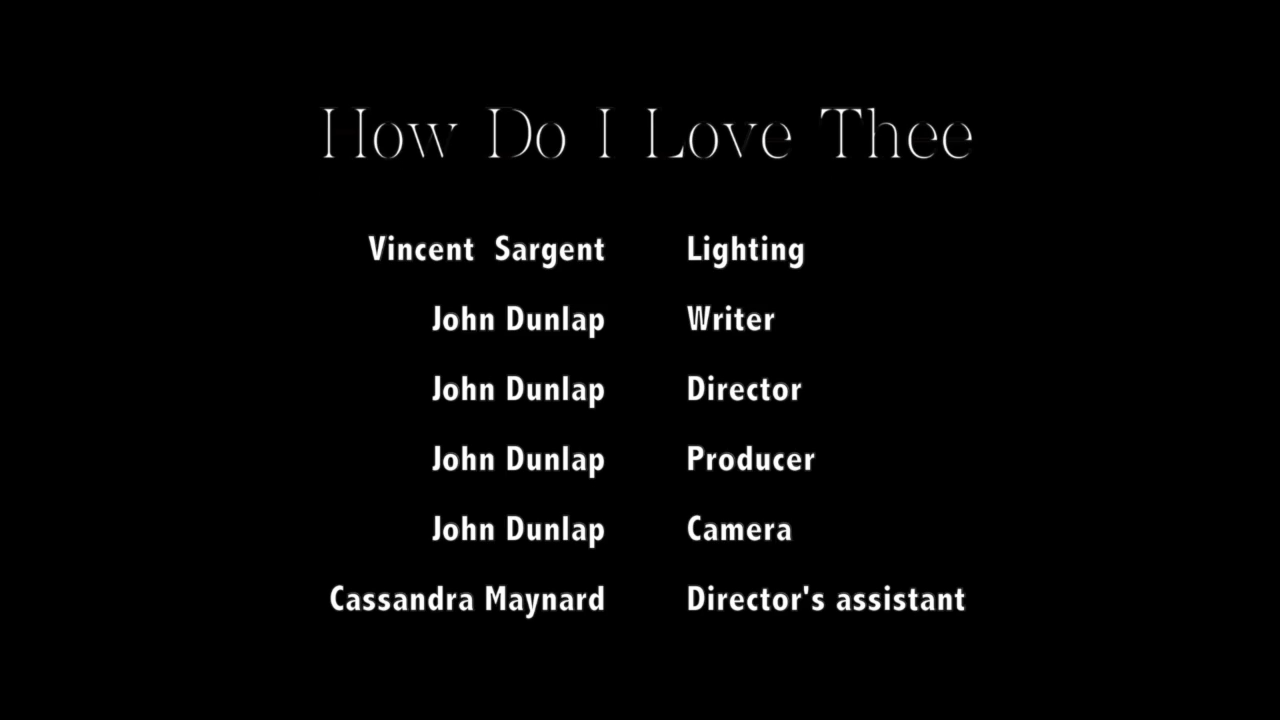 How Do I Love Thee
Vincent Sargent Lighting
John Dunlap Writer
John Dunlap Director
John Dunlap Producer
John Dunlap Camera
Cassandra Maynard Director's assistant